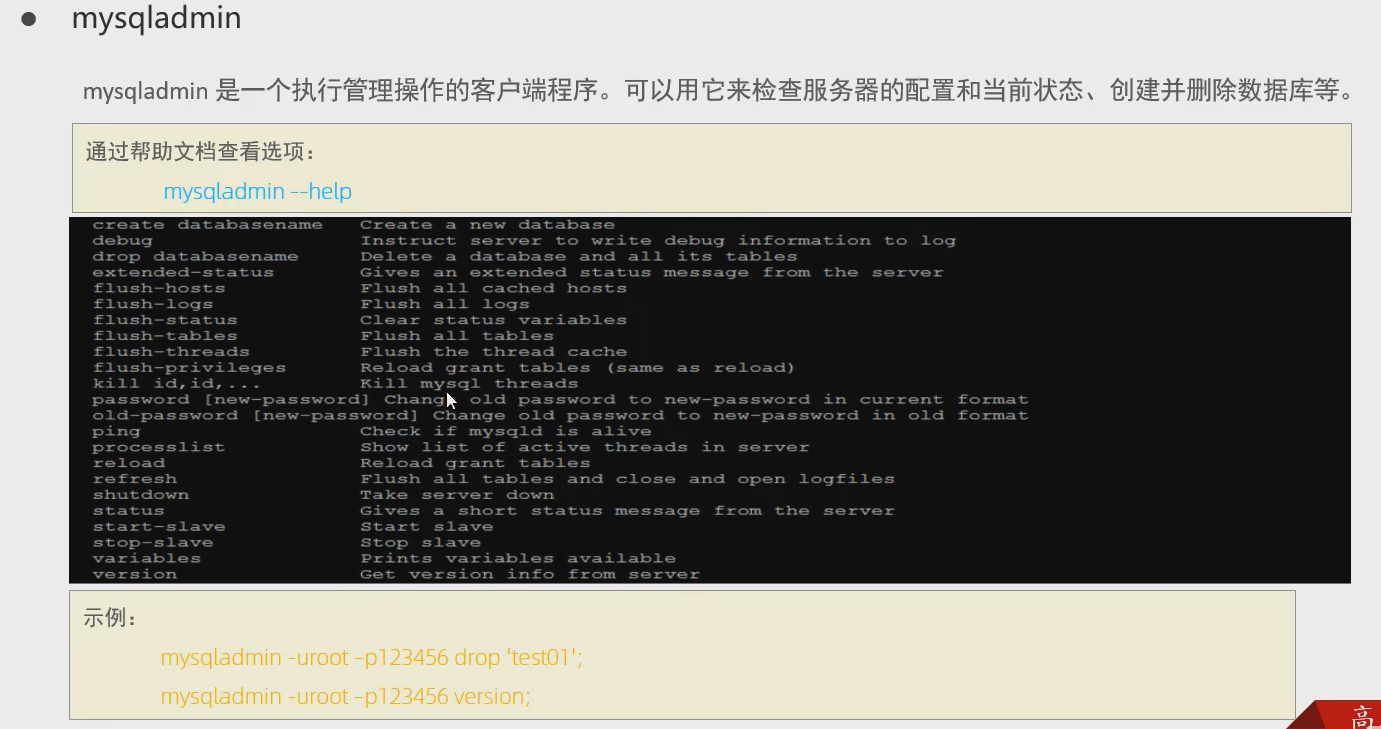 ● mysqladmin
mysqladmin 是一个执行管理操作的客户端程序。可以用它来检查服务器的配置和当前状态、创建并删除数据库等。
通过帮助文档查看选项：
mysqladmin --help
create databasename Create a new database
debug Instruct server to write debug information to log
drop databasename Delete a database and all its tables
extended-status Gives an extended status message from the server
flush-hosts Flush all cached hosts
flush-logs Flush all logs
flush-status Clear status variables
flush-tables Flush all tables
flush-threads Flush the thread cache
flush-privileges Reload grant tables (same as reload)
kill id,id,... Kill mysql threads
password [new-password] Change old password to new-password in current format
old-password [new-password] Change old password to new-password in old format
ping Check if mysqld is alive
processlist Show list of active threads in server
reload Reload grant tables
refresh Flush all tables and close and open logfiles
shutdown Take server down
status Gives a short status message from the server
start-slave Start slave
stop-slave Stop slave
variables Prints variables available
version Get version info from server
示例：
mysqladmin -uroot –p123456 drop 'test01';
mysqladmin -uroot –p123456 version;
高